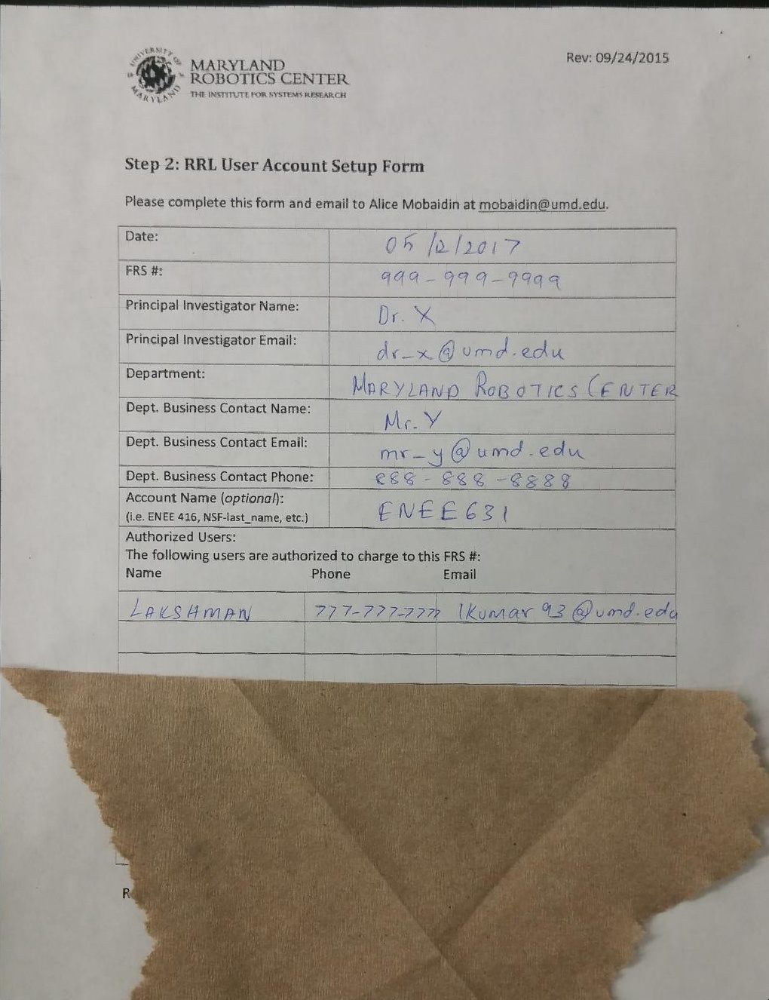 Rev: 09/24/2015
UNIVERSITY OF MARYLAND
MARYLAND
ROBOTICS CENTER
THE INSTITUTE FOR SYSTEMS RESEARCH
Step 2: RRL User Account Setup Form
Please complete this form and email to Alice Mobaidin at mobaidin@umd.edu.
Date: 05/12/2017
FRS #: 999-999-9999
Principal Investigator Name: Dr. X
Principal Investigator Email: dr_x@umd.edu
Department: MARYLAND ROBOTICS CENTER
Dept. Business Contact Name: Mr. Y
Dept. Business Contact Email: mr_y@umd.edu
Dept. Business Contact Phone: 888-888-8888
Account Name (optional): ENEE631
(i.e. ENEE 416, NSF-last_name, etc.)
Authorized Users:
The following users are authorized to charge to this FRS #:
Name Phone Email
LAKSHMAN 777-777-7777 lkumar93@umd.edu